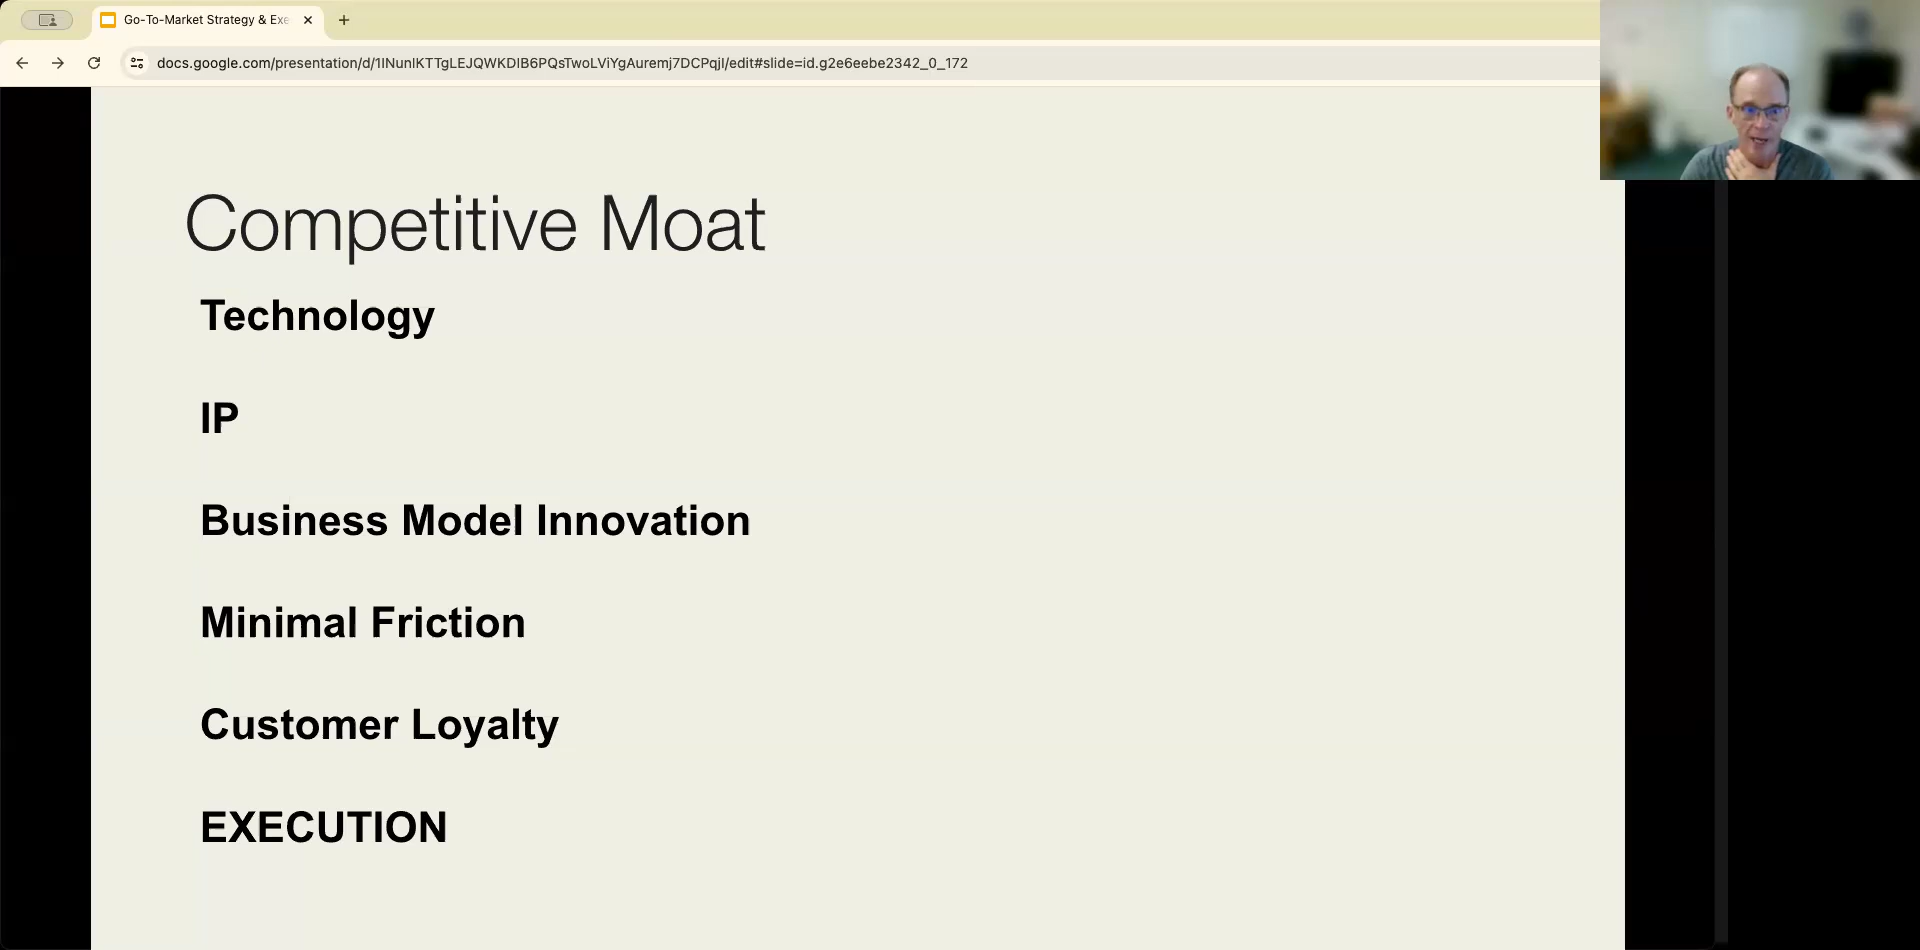 Go-To-Market Strategy & Exe
docs.google.com/presentation/d/1lNunlKTTgLEJQWKDIB6PQsTwoLViYgAuremj7DCPqjI/edit#slide=id.g2e6eebe2342_0_172
Competitive Moat
Technology
IP
Business Model Innovation
Minimal Friction
Customer Loyalty
EXECUTION